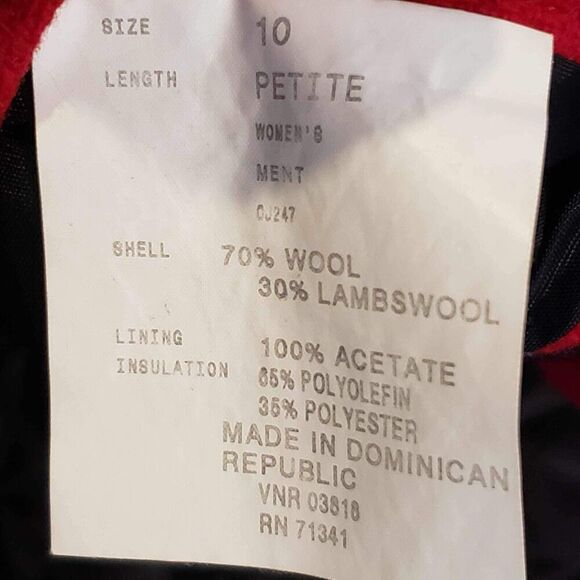 SIZE 10
LENGTH PETITE
WOMEN'S
MENT
CJ247
SHELL 70% WOOL
30% LAMBSWOOL
LINING 100% ACETATE
INSULATION 65% POLYOLEFIN
35% POLYESTER
MADE IN DOMINICAN
REPUBLIC
VNR 03818
RN 71341